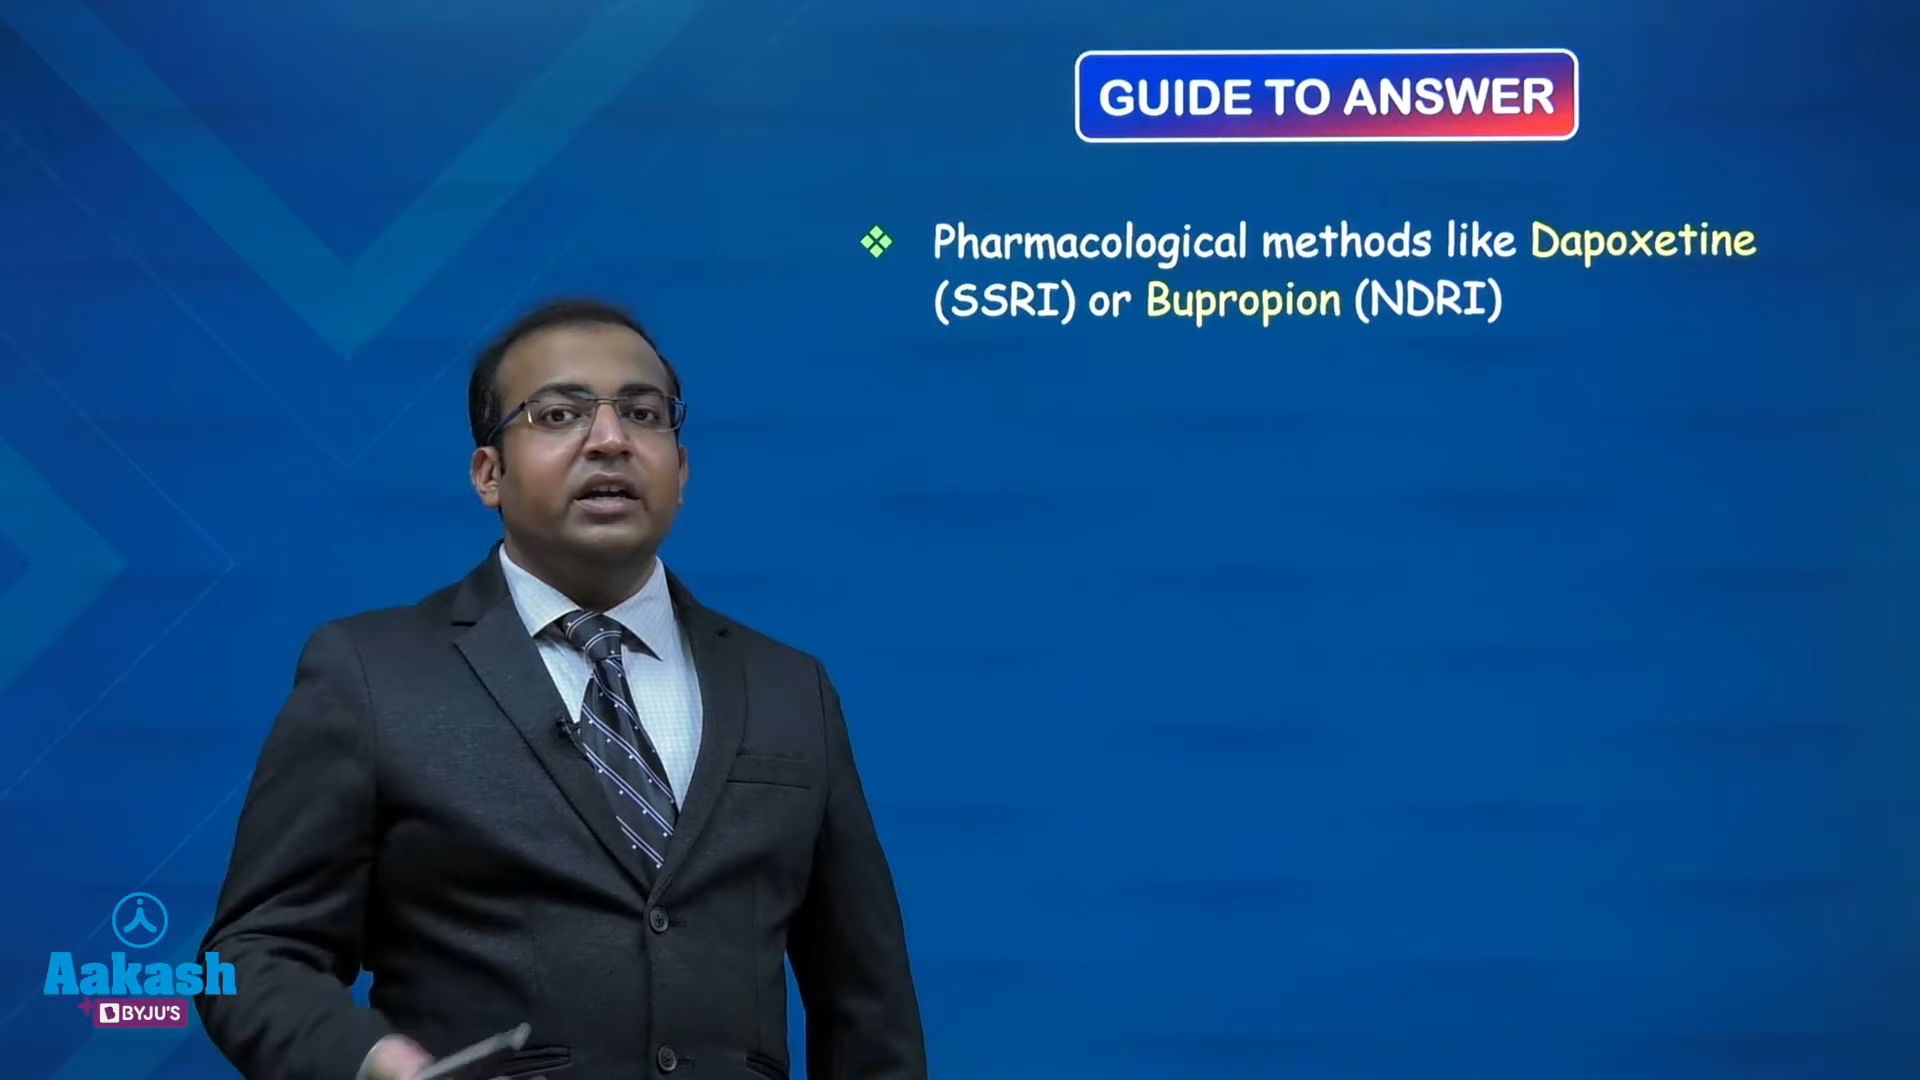 GUIDE TO ANSWER
❖ Pharmacological methods like Dapoxetine
(SSRI) or Bupropion (NDRI)
Aakash
+ BYJU'S